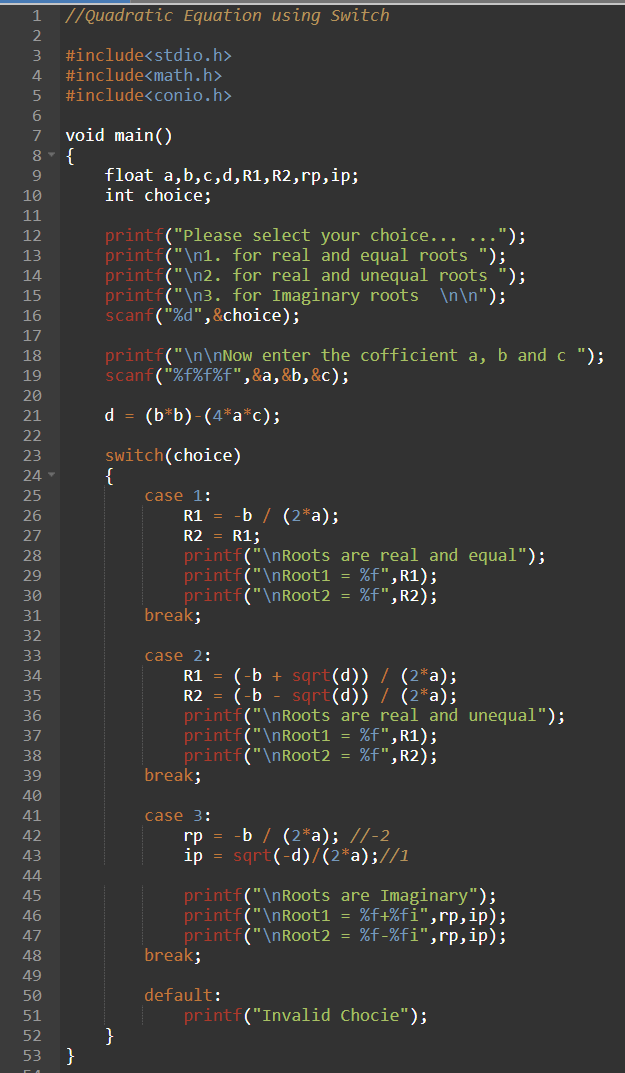 1 //Quadratic Equation using Switch
2
3 #include<stdio.h>
4 #include<math.h>
5 #include<conio.h>
6
7 void main()
8 {
9     float a,b,c,d,R1,R2,rp,ip;
10     int choice;
11
12     printf("Please select your choice... ...");
13     printf("\n1. for real and equal roots ");
14     printf("\n2. for real and unequal roots ");
15     printf("\n3. for Imaginary roots  \n\n");
16     scanf("%d",&choice);
17
18     printf("\n\nNow enter the cofficient a, b and c ");
19     scanf("%f%f%f",&a,&b,&c);
20
21     d = (b*b)-(4*a*c);
22
23     switch(choice)
24     {
25         case 1:
26             R1 = -b / (2*a);
27             R2 = R1;
28             printf("\nRoots are real and equal");
29             printf("\nRoot1 = %f",R1);
30             printf("\nRoot2 = %f",R2);
31         break;
32
33         case 2:
34             R1 = (-b + sqrt(d)) / (2*a);
35             R2 = (-b - sqrt(d)) / (2*a);
36             printf("\nRoots are real and unequal");
37             printf("\nRoot1 = %f",R1);
38             printf("\nRoot2 = %f",R2);
39         break;
40
41         case 3:
42             rp = -b / (2*a); //-2
43             ip = sqrt(-d)/(2*a);//1
44
45             printf("\nRoots are Imaginary");
46             printf("\nRoot1 = %f+%fi",rp,ip);
47             printf("\nRoot2 = %f-%fi",rp,ip);
48         break;
49
50         default:
51             printf("Invalid Chocie");
52     }
53 }